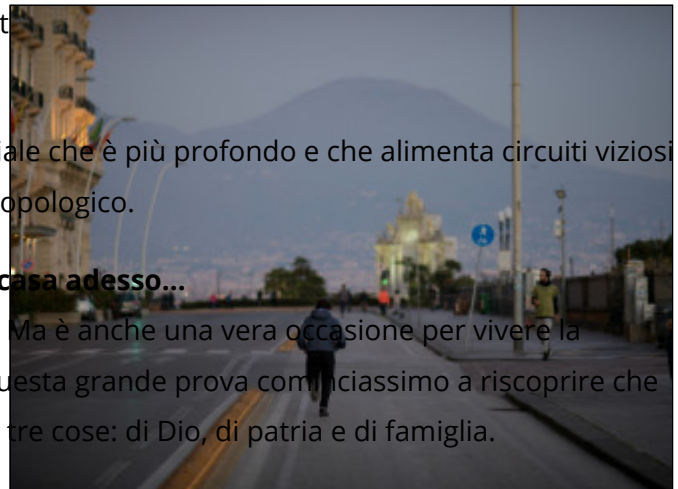 t
iale che è più profondo e che alimenta circuiti viziosi
opologico.
casa adesso...
Ma è anche una vera occasione per vivere la
uesta grande prova cominciassimo a riscoprire che
tre cose: di Dio, di patria e di famiglia.